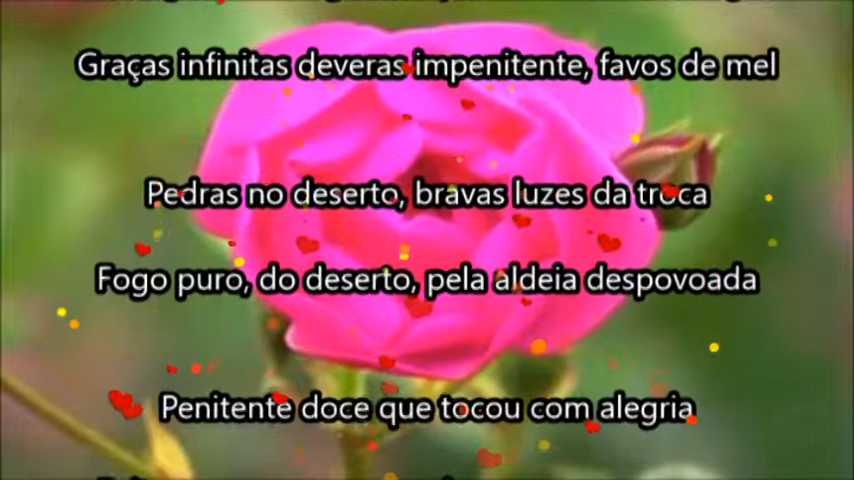 Graças infinitas deveras impenitente, favos de mel
Pedras no deserto, bravas luzes da troca
Fogo puro, do deserto, pela aldeia despovoada
Penitente doce que tocou com alegria